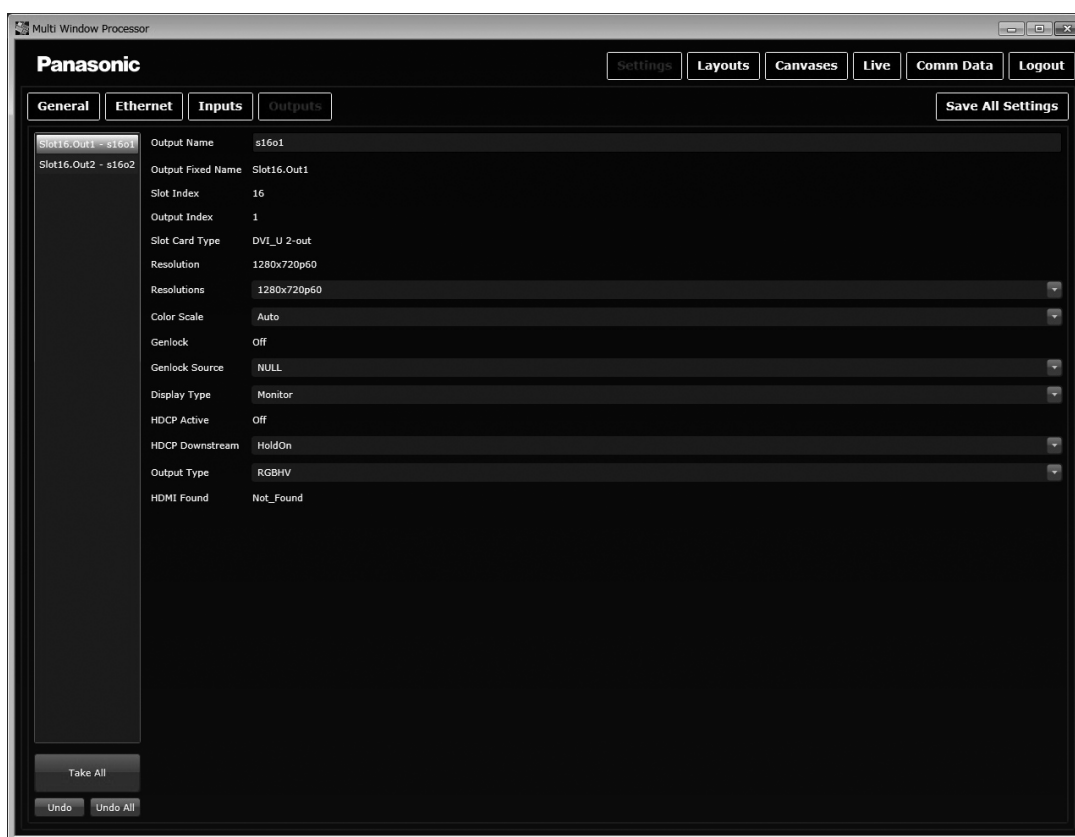 Multi Window Processor
Panasonic
Settings Layouts Canvases Live Comm Data Logout
General Ethernet Inputs Outputs Save All Settings
Slot16.Out1 - s16o1
Slot16.Out2 - s16o2
Output Name s16o1
Output Fixed Name Slot16.Out1
Slot Index 16
Output Index 1
Slot Card Type DVI_U 2-out
Resolution 1280x720p60
Resolutions 1280x720p60
Color Scale Auto
Genlock Off
Genlock Source NULL
Display Type Monitor
HDCP Active Off
HDCP Downstream HoldOn
Output Type RGBHV
HDMI Found Not_Found
Take All
Undo Undo All